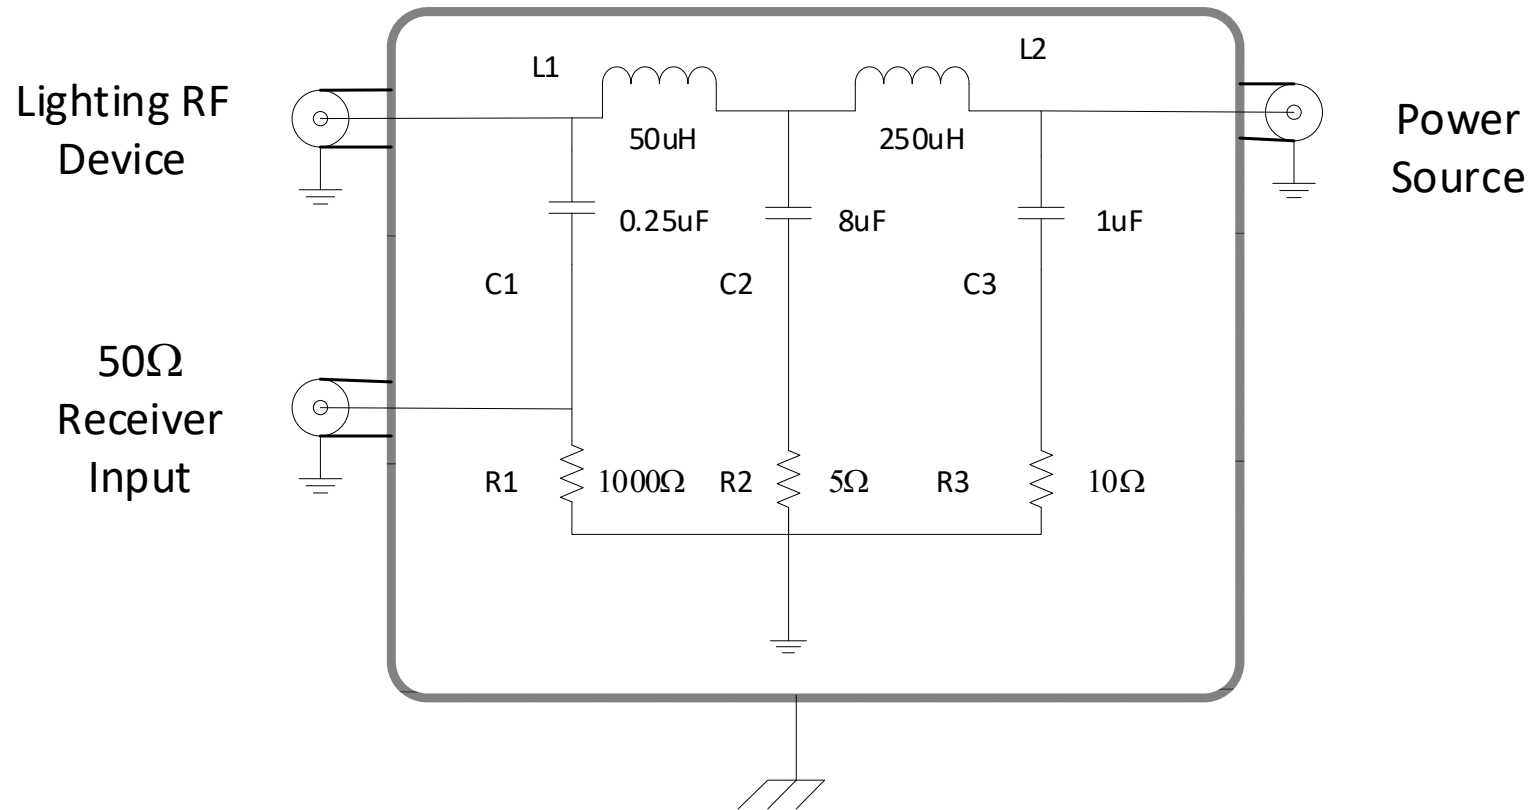 L1
L2
Lighting RF
Device
50uH
250uH
Power
Source
0.25uF
8uF
1uF
C1
C2
C3
50Ω
Receiver
Input
R1
1000Ω
R2
5Ω
R3
10Ω